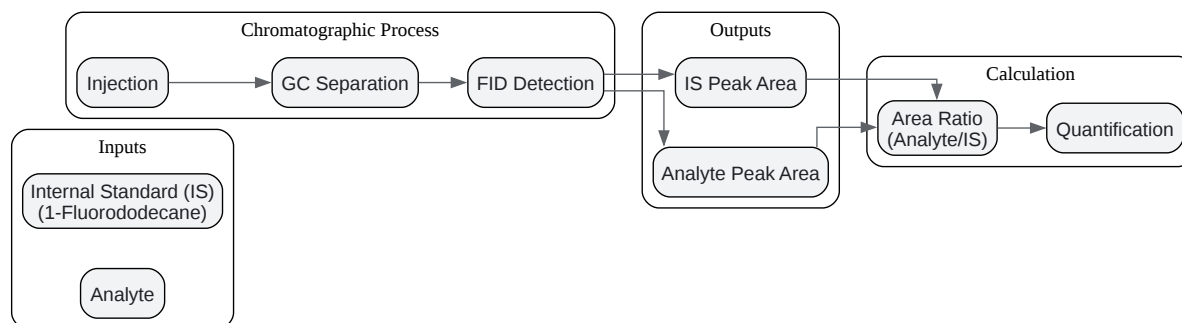 Chromatographic Process
Injection
GC Separation
FID Detection
Outputs
IS Peak Area
Analyte Peak Area
Calculation
Area Ratio
(Analyte/IS)
Quantification
Inputs
Internal Standard (IS)
(1-Fluorododecane)
Analyte